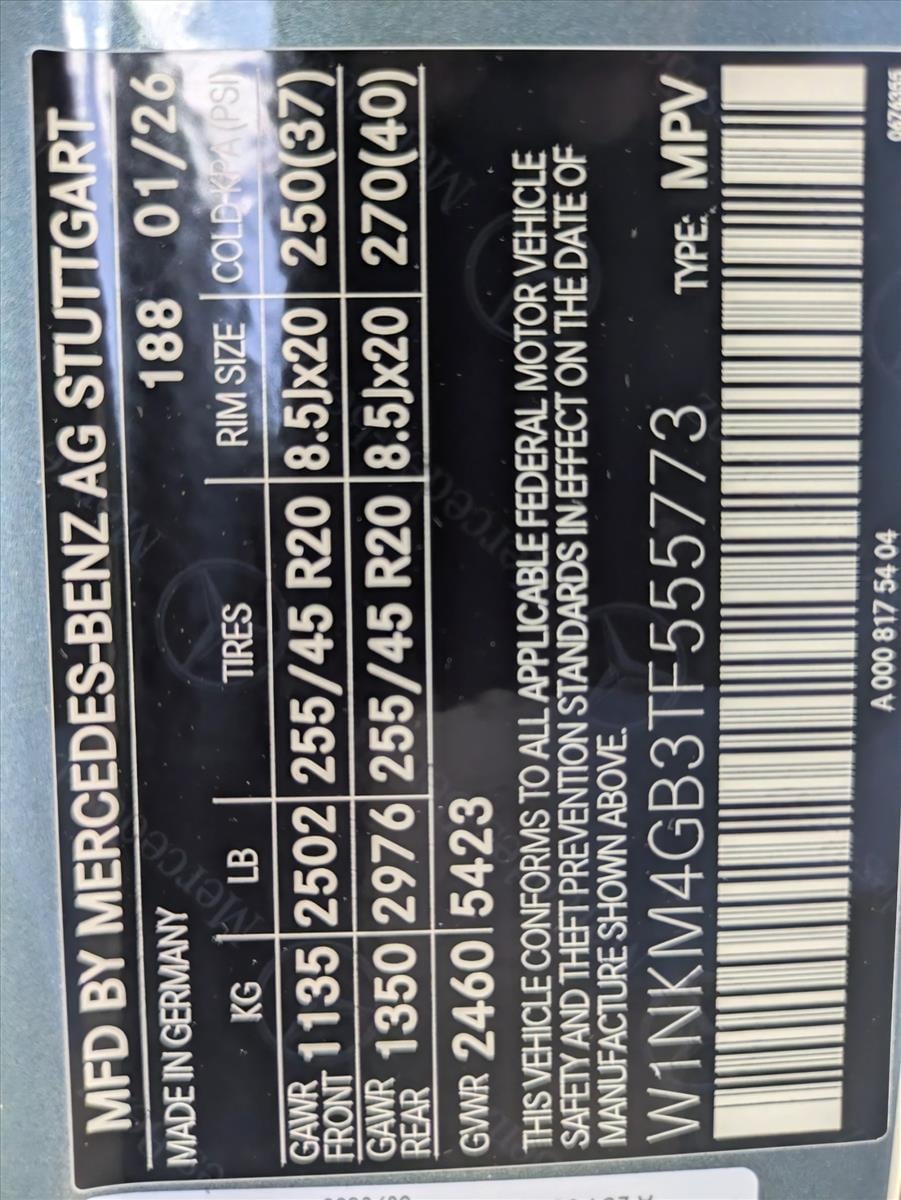 MFD BY MERCEDES-BENZ AG STUTTGART
MADE IN GERMANY 188 01/26
KG LB TIRES RIM SIZE COLD-KPA (PSI)
GAWR FRONT 1135 2502 255/45 R20 8.5Jx20 250(37)
GAWR REAR 1350 2976 255/45 R20 8.5Jx20 270(40)
GVWR 2460 5423
THIS VEHICLE CONFORMS TO ALL APPLICABLE FEDERAL MOTOR VEHICLE
SAFETY AND THEFT PREVENTION STANDARDS IN EFFECT ON THE DATE OF
MANUFACTURE SHOWN ABOVE.
W1NKM4GB3TF555773 TYPE: MPV
A 000 817 54 04